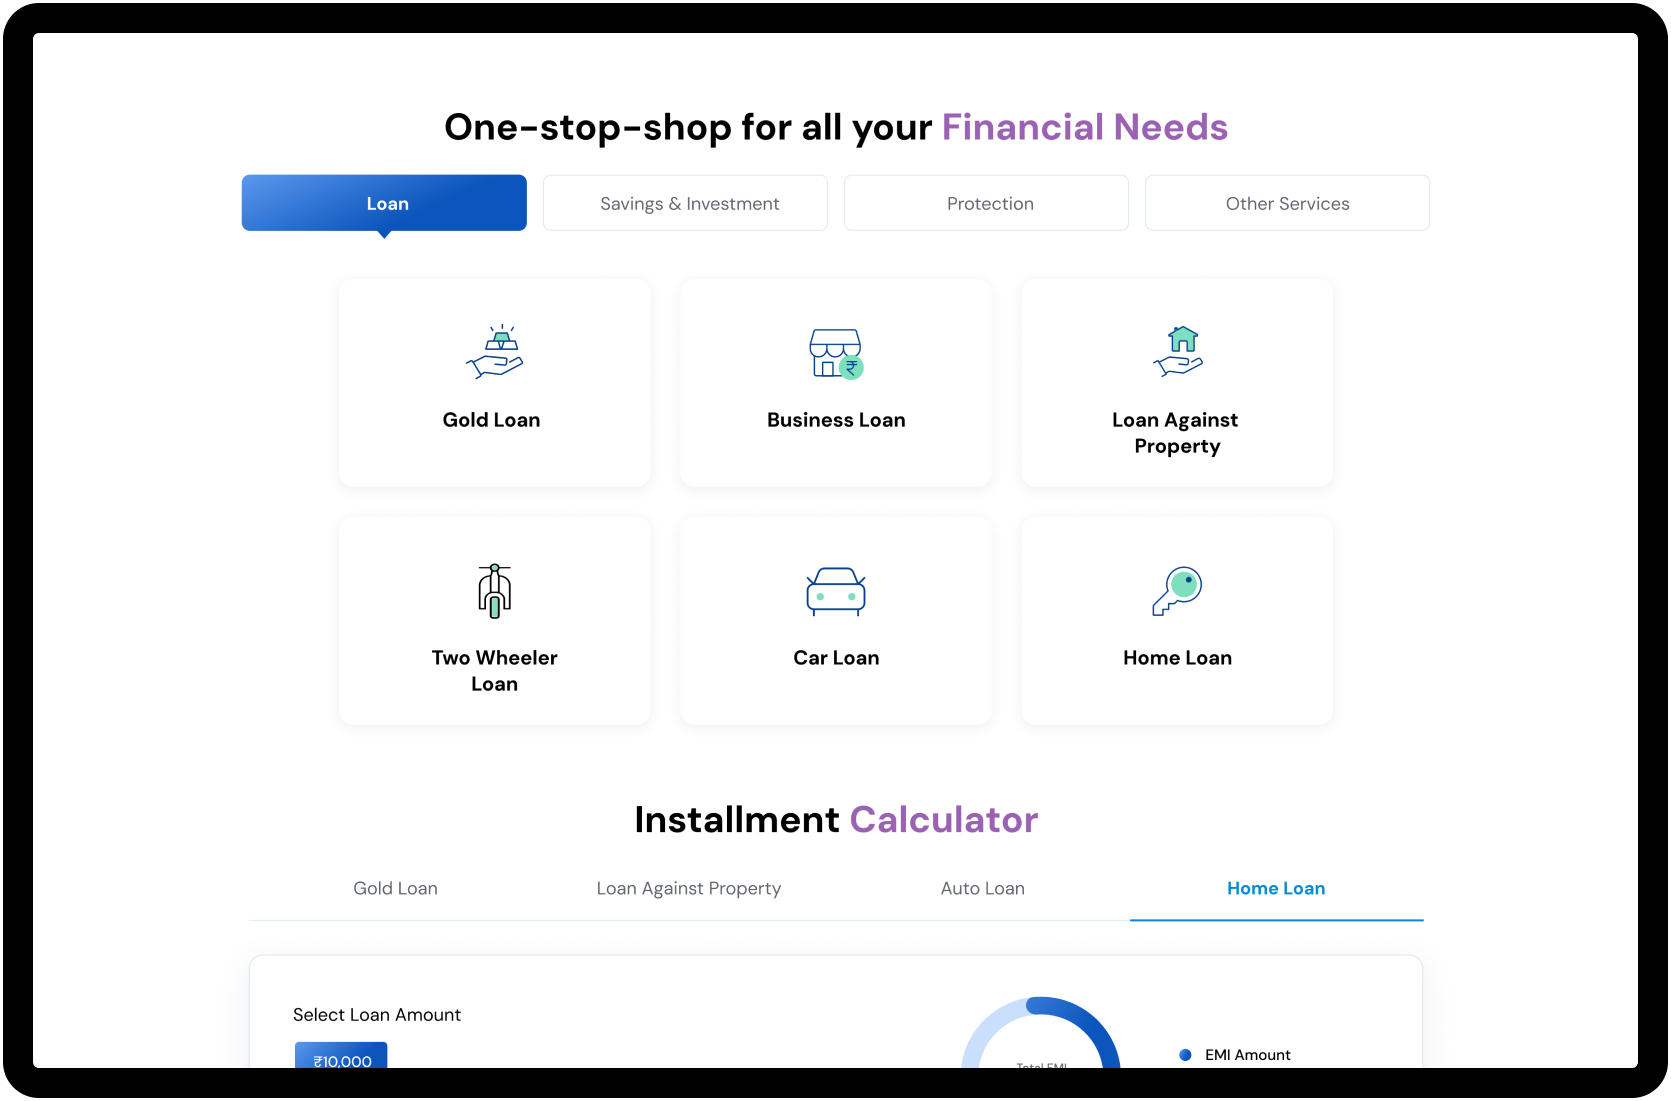 One-stop-shop for all your Financial Needs
Loan
Savings & Investment
Protection
Other Services
Gold Loan
Business Loan
Loan Against
Property
Two Wheeler
Loan
Car Loan
Home Loan
Installment Calculator
Gold Loan
Loan Against Property
Auto Loan
Home Loan
Select Loan Amount
₹10,000
Total EMI
EMI Amount